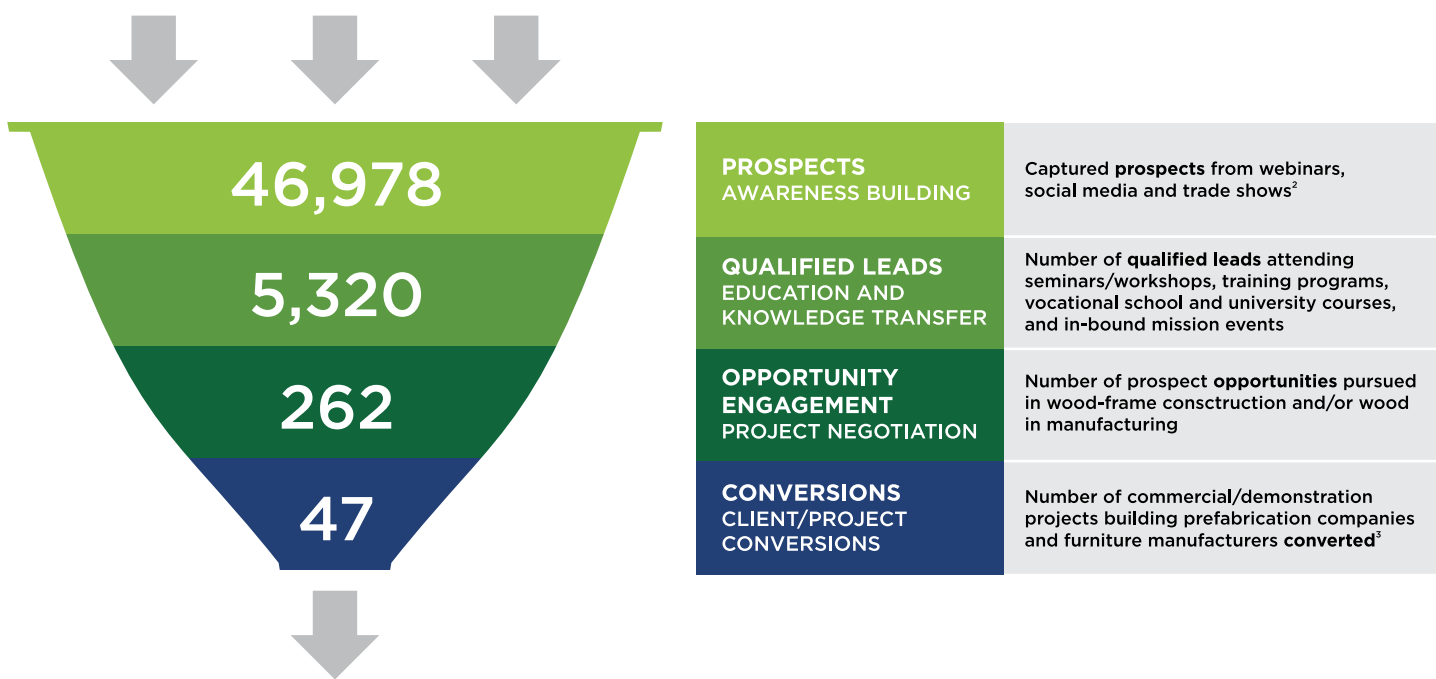 46,978
PROSPECTS
AWARENESS BUILDING
Captured prospects from webinars,
social media and trade shows²
5,320
QUALIFIED LEADS
EDUCATION AND
KNOWLEDGE TRANSFER
Number of qualified leads attending
seminars/workshops, training programs,
vocational school and university courses,
and in-bound mission events
262
OPPORTUNITY
ENGAGEMENT
PROJECT NEGOTIATION
Number of prospect opportunities pursued
in wood-frame consctruction and/or wood
in manufacturing
47
CONVERSIONS
CLIENT/PROJECT
CONVERSIONS
Number of commercial/demonstration
projects building prefabrication companies
and furniture manufacturers converted³